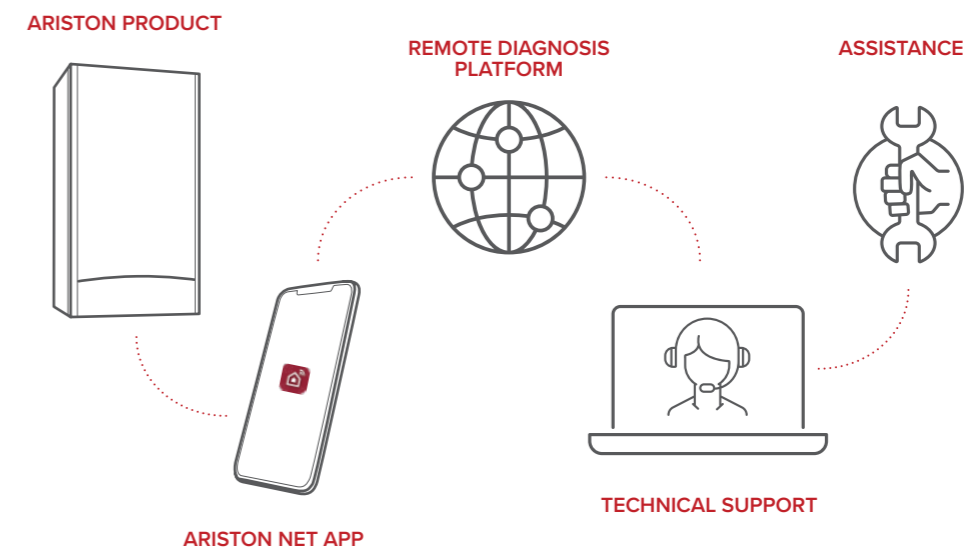 ARISTON PRODUCT
REMOTE DIAGNOSIS
PLATFORM
ASSISTANCE
TECHNICAL SUPPORT
ARISTON NET APP